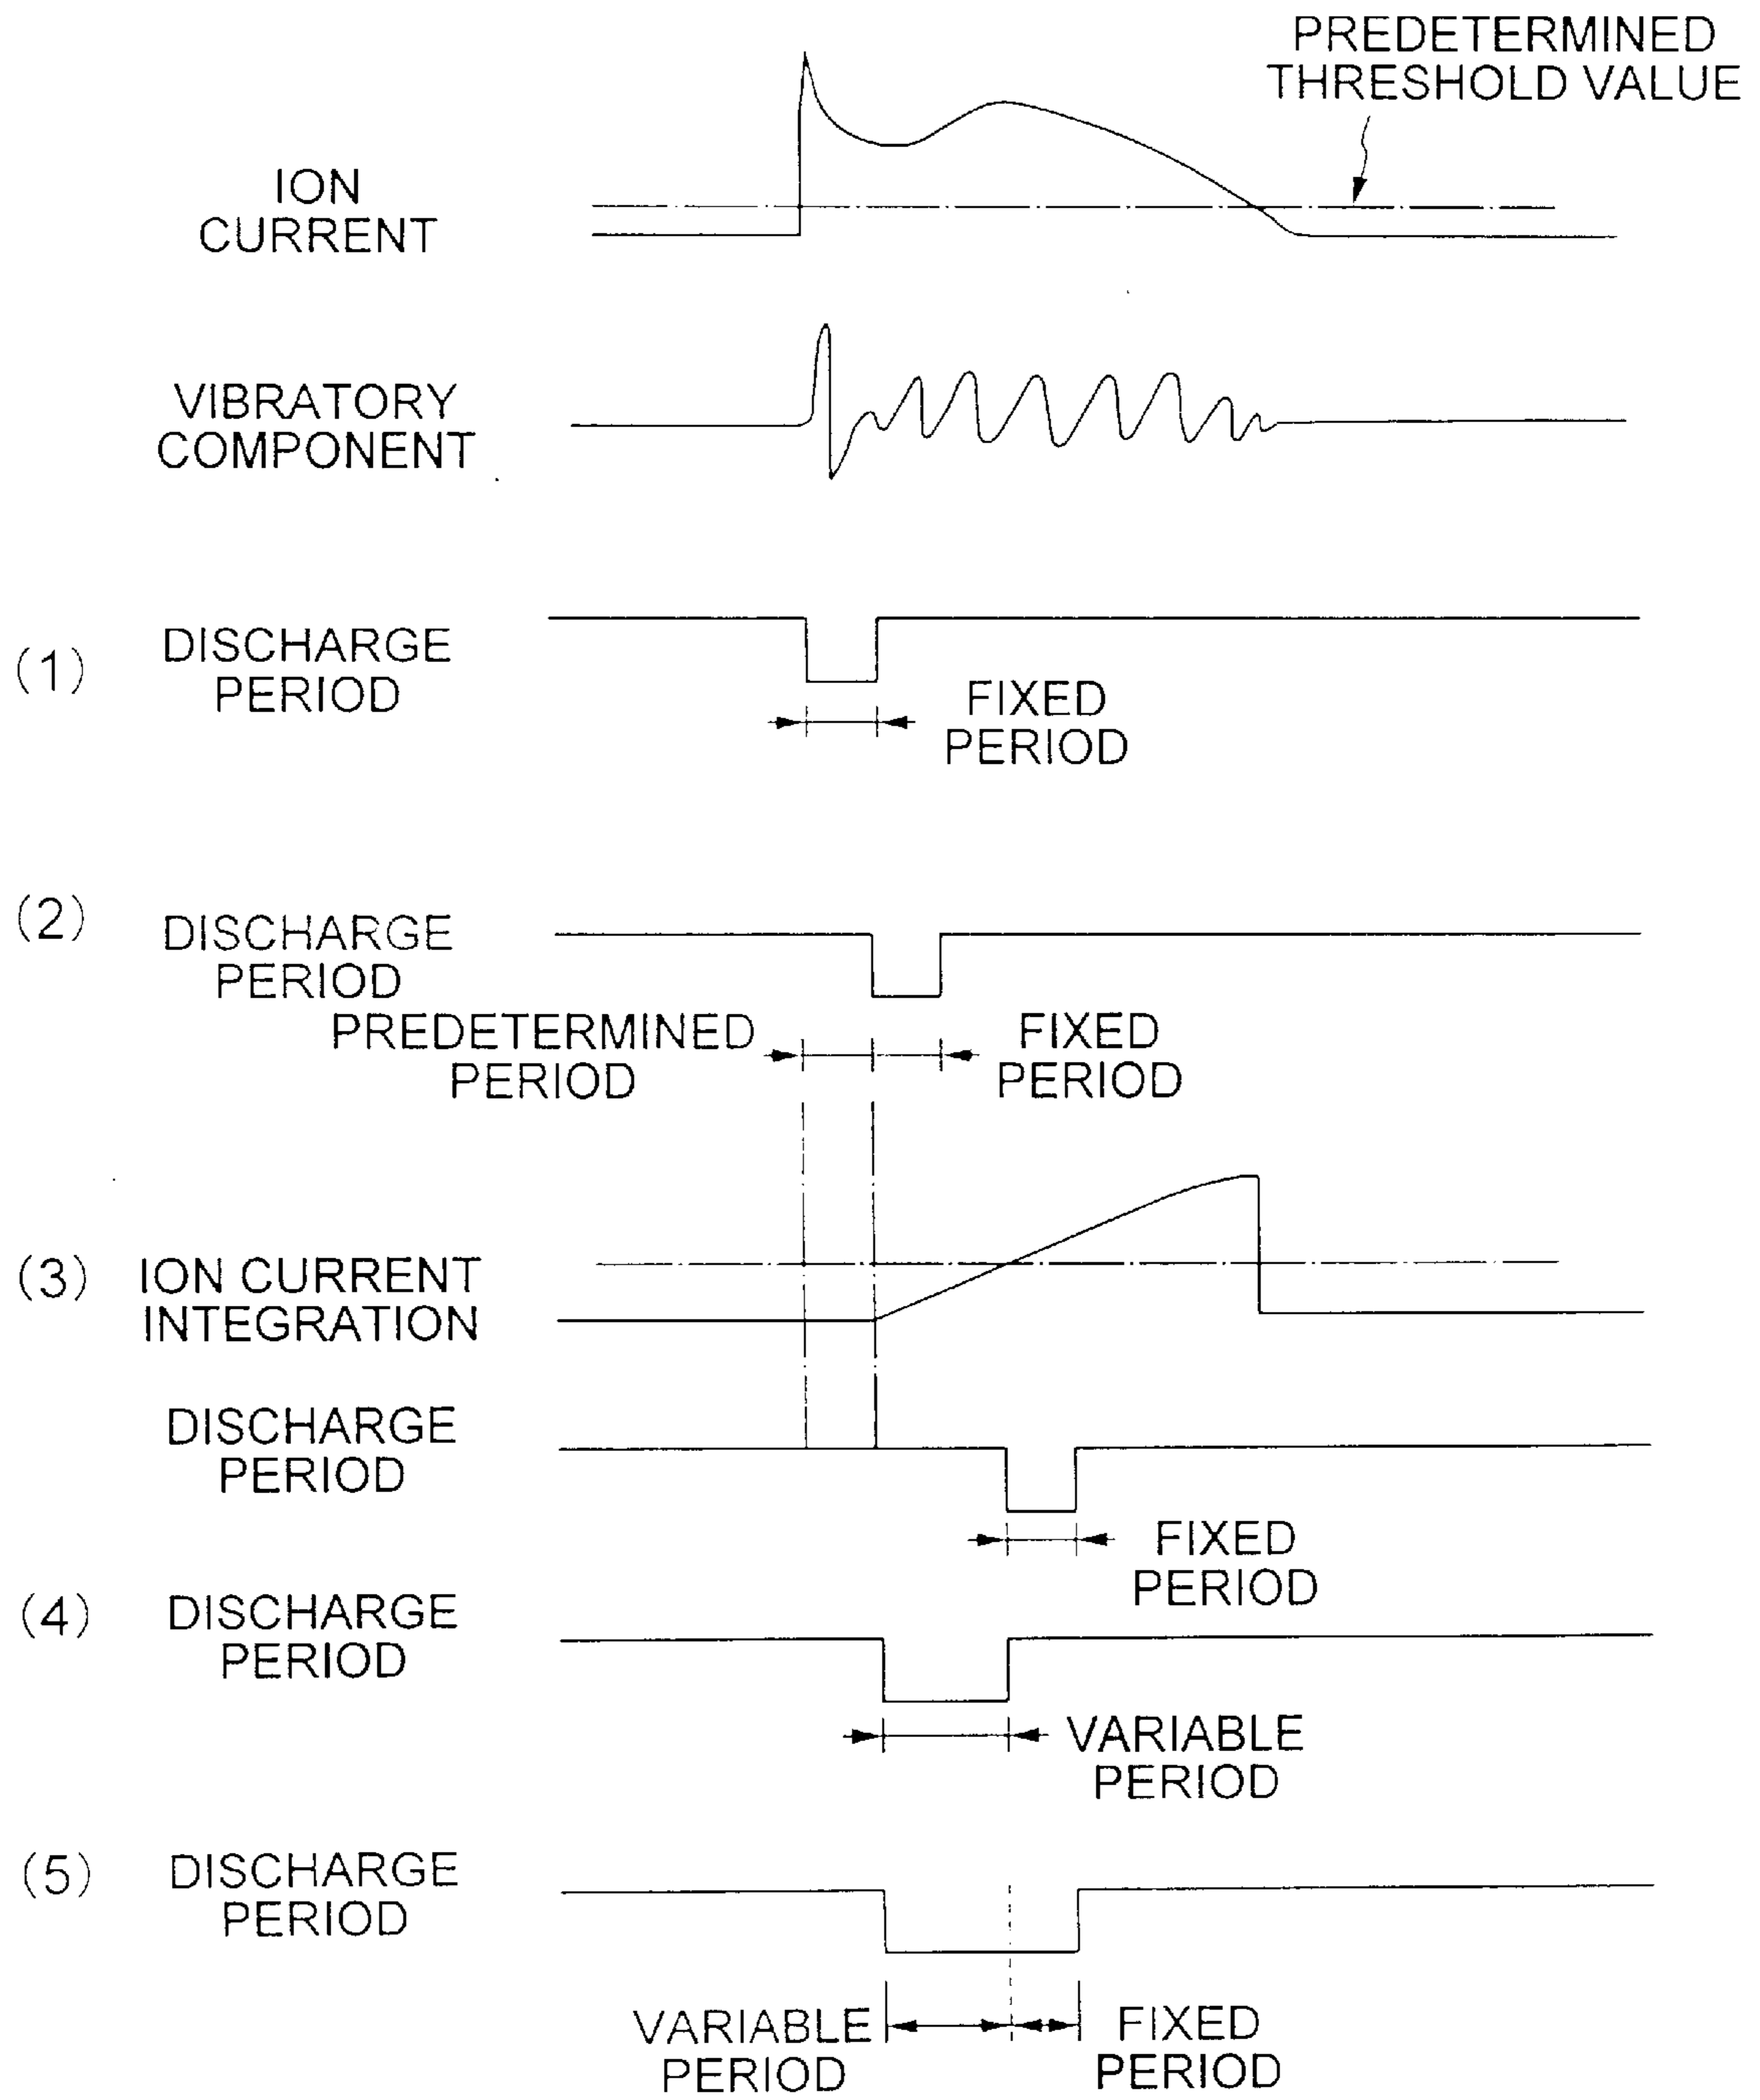 PREDETERMINED
THRESHOLD VALUE
ION
CURRENT
VIBRATORY
COMPONENT
(1)
DISCHARGE
PERIOD
FIXED
PERIOD
(2)
DISCHARGE
PERIOD
PREDETERMINED
PERIOD
FIXED
PERIOD
(3)
ION CURRENT
INTEGRATION
DISCHARGE
PERIOD
FIXED
PERIOD
(4)
DISCHARGE
PERIOD
VARIABLE
PERIOD
(5)
DISCHARGE
PERIOD
VARIABLE
PERIOD
FIXED
PERIOD